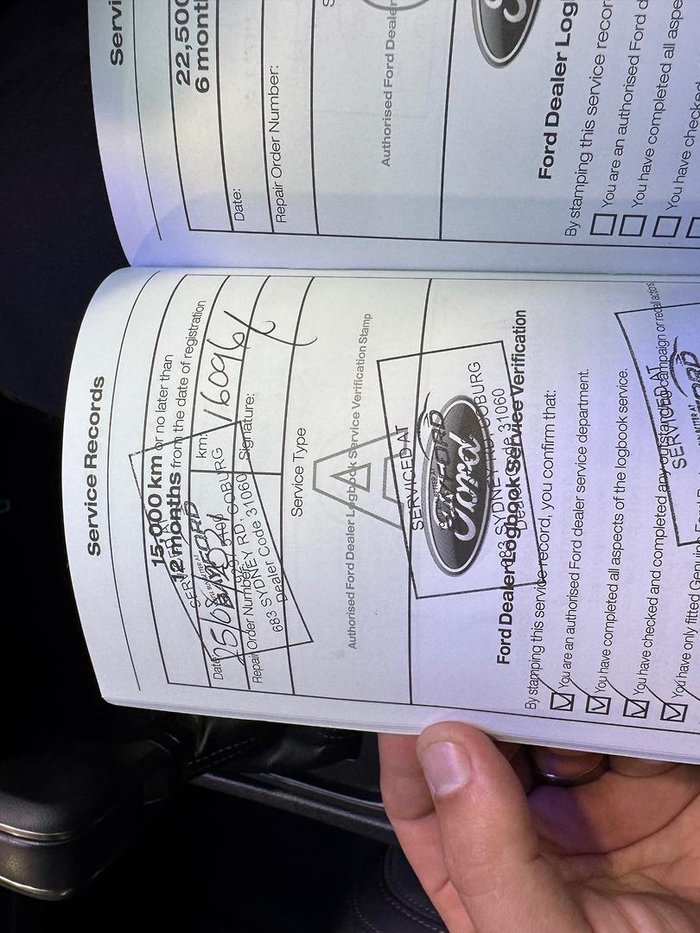 Service Records
15,000 km or no later than
12 months from the date of registration
Date:
km: 16096
Repair Order Number:
Signature:
SERVICED AT
FORD
683 SYDNEY RD, COBURG
Dealer Code 31060
Service Type
A
Authorised Ford Dealer Logbook Service Verification Stamp
SERVICED AT
FORD
Ford
683 SYDNEY RD, COBURG
Dealer Code 31060
Ford Dealer Logbook Service Verification
By stamping this service record, you confirm that:
You are an authorised Ford dealer service department.
You have completed all aspects of the logbook service.
You have checked and completed any outstanding campaign or recall actions
You have only fitted Genuine
SERVICED AT
FORD
Servi
22,500
6 mont
Date:
Repair Order Number:
S
Authorised Ford Dealer
Ford Dealer Log
By stamping this service recor
You are an authorised Ford d
You have completed all aspe
You have checked